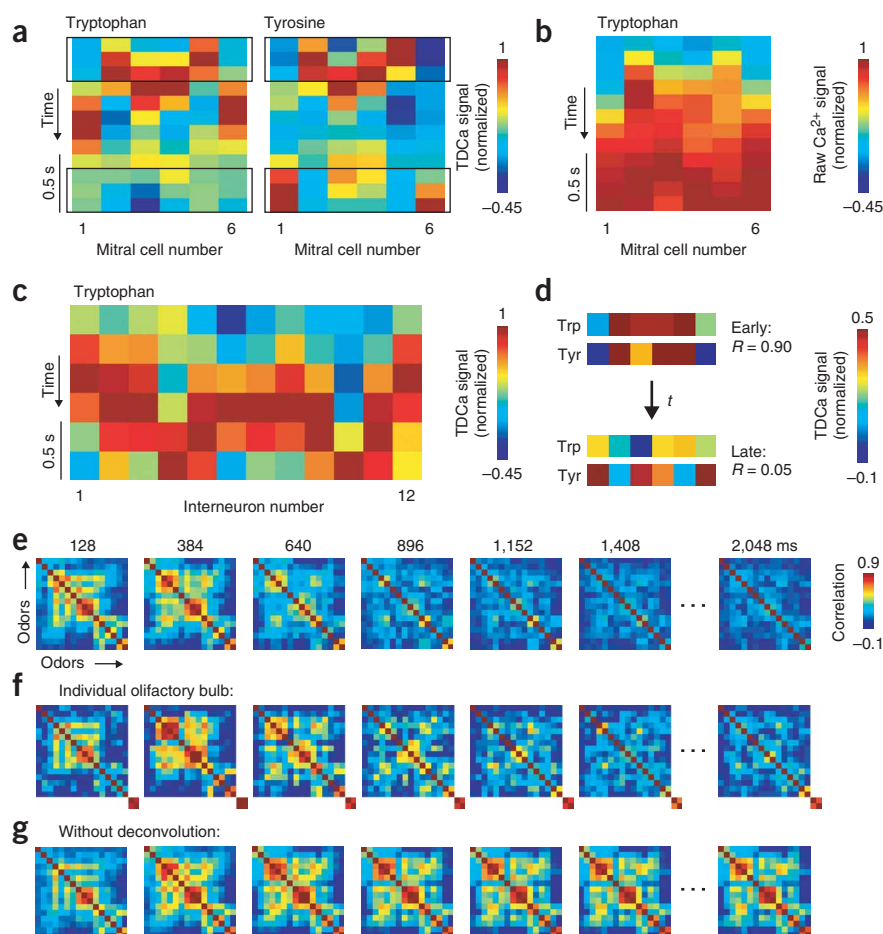 a
Tryptophan
Tyrosine
Time
0.5 s
1
6
Mitral cell number
1
6
Mitral cell number
1
TDCa signal
(normalized)
−0.45
b
Tryptophan
Time
0.5 s
1
6
Mitral cell number
1
Raw Ca2+ signal
(normalized)
−0.45
c
Tryptophan
Time
0.5 s
1
12
Interneuron number
1
TDCa signal
(normalized)
−0.45
d
Trp
Tyr
Early:
R = 0.90
t
Trp
Tyr
Late:
R = 0.05
0.5
TDCa signal
(normalized)
−0.1
e
128 384 640 896 1,152 1,408 2,048 ms
Odors
Odors
. . .
0.9
Correlation
−0.1
f
Individual olfactory bulb:
. . .
g
Without deconvolution:
. . .